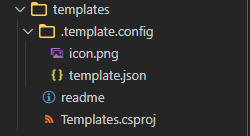 templates
.template.config
icon.png
template.json
readme
Templates.csproj